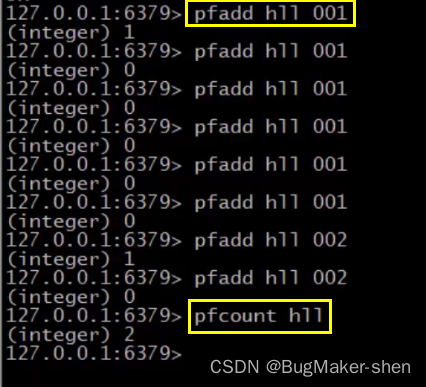 127.0.0.1:6379> pfadd hll 001
(integer) 1
127.0.0.1:6379> pfadd hll 001
(integer) 0
127.0.0.1:6379> pfadd hll 001
(integer) 0
127.0.0.1:6379> pfadd hll 001
(integer) 0
127.0.0.1:6379> pfadd hll 001
(integer) 0
127.0.0.1:6379> pfadd hll 001
(integer) 0
127.0.0.1:6379> pfadd hll 002
(integer) 1
127.0.0.1:6379> pfadd hll 002
(integer) 0
127.0.0.1:6379> pfcount hll
(integer) 2
127.0.0.1:6379>
CSDN @BugMaker-shen